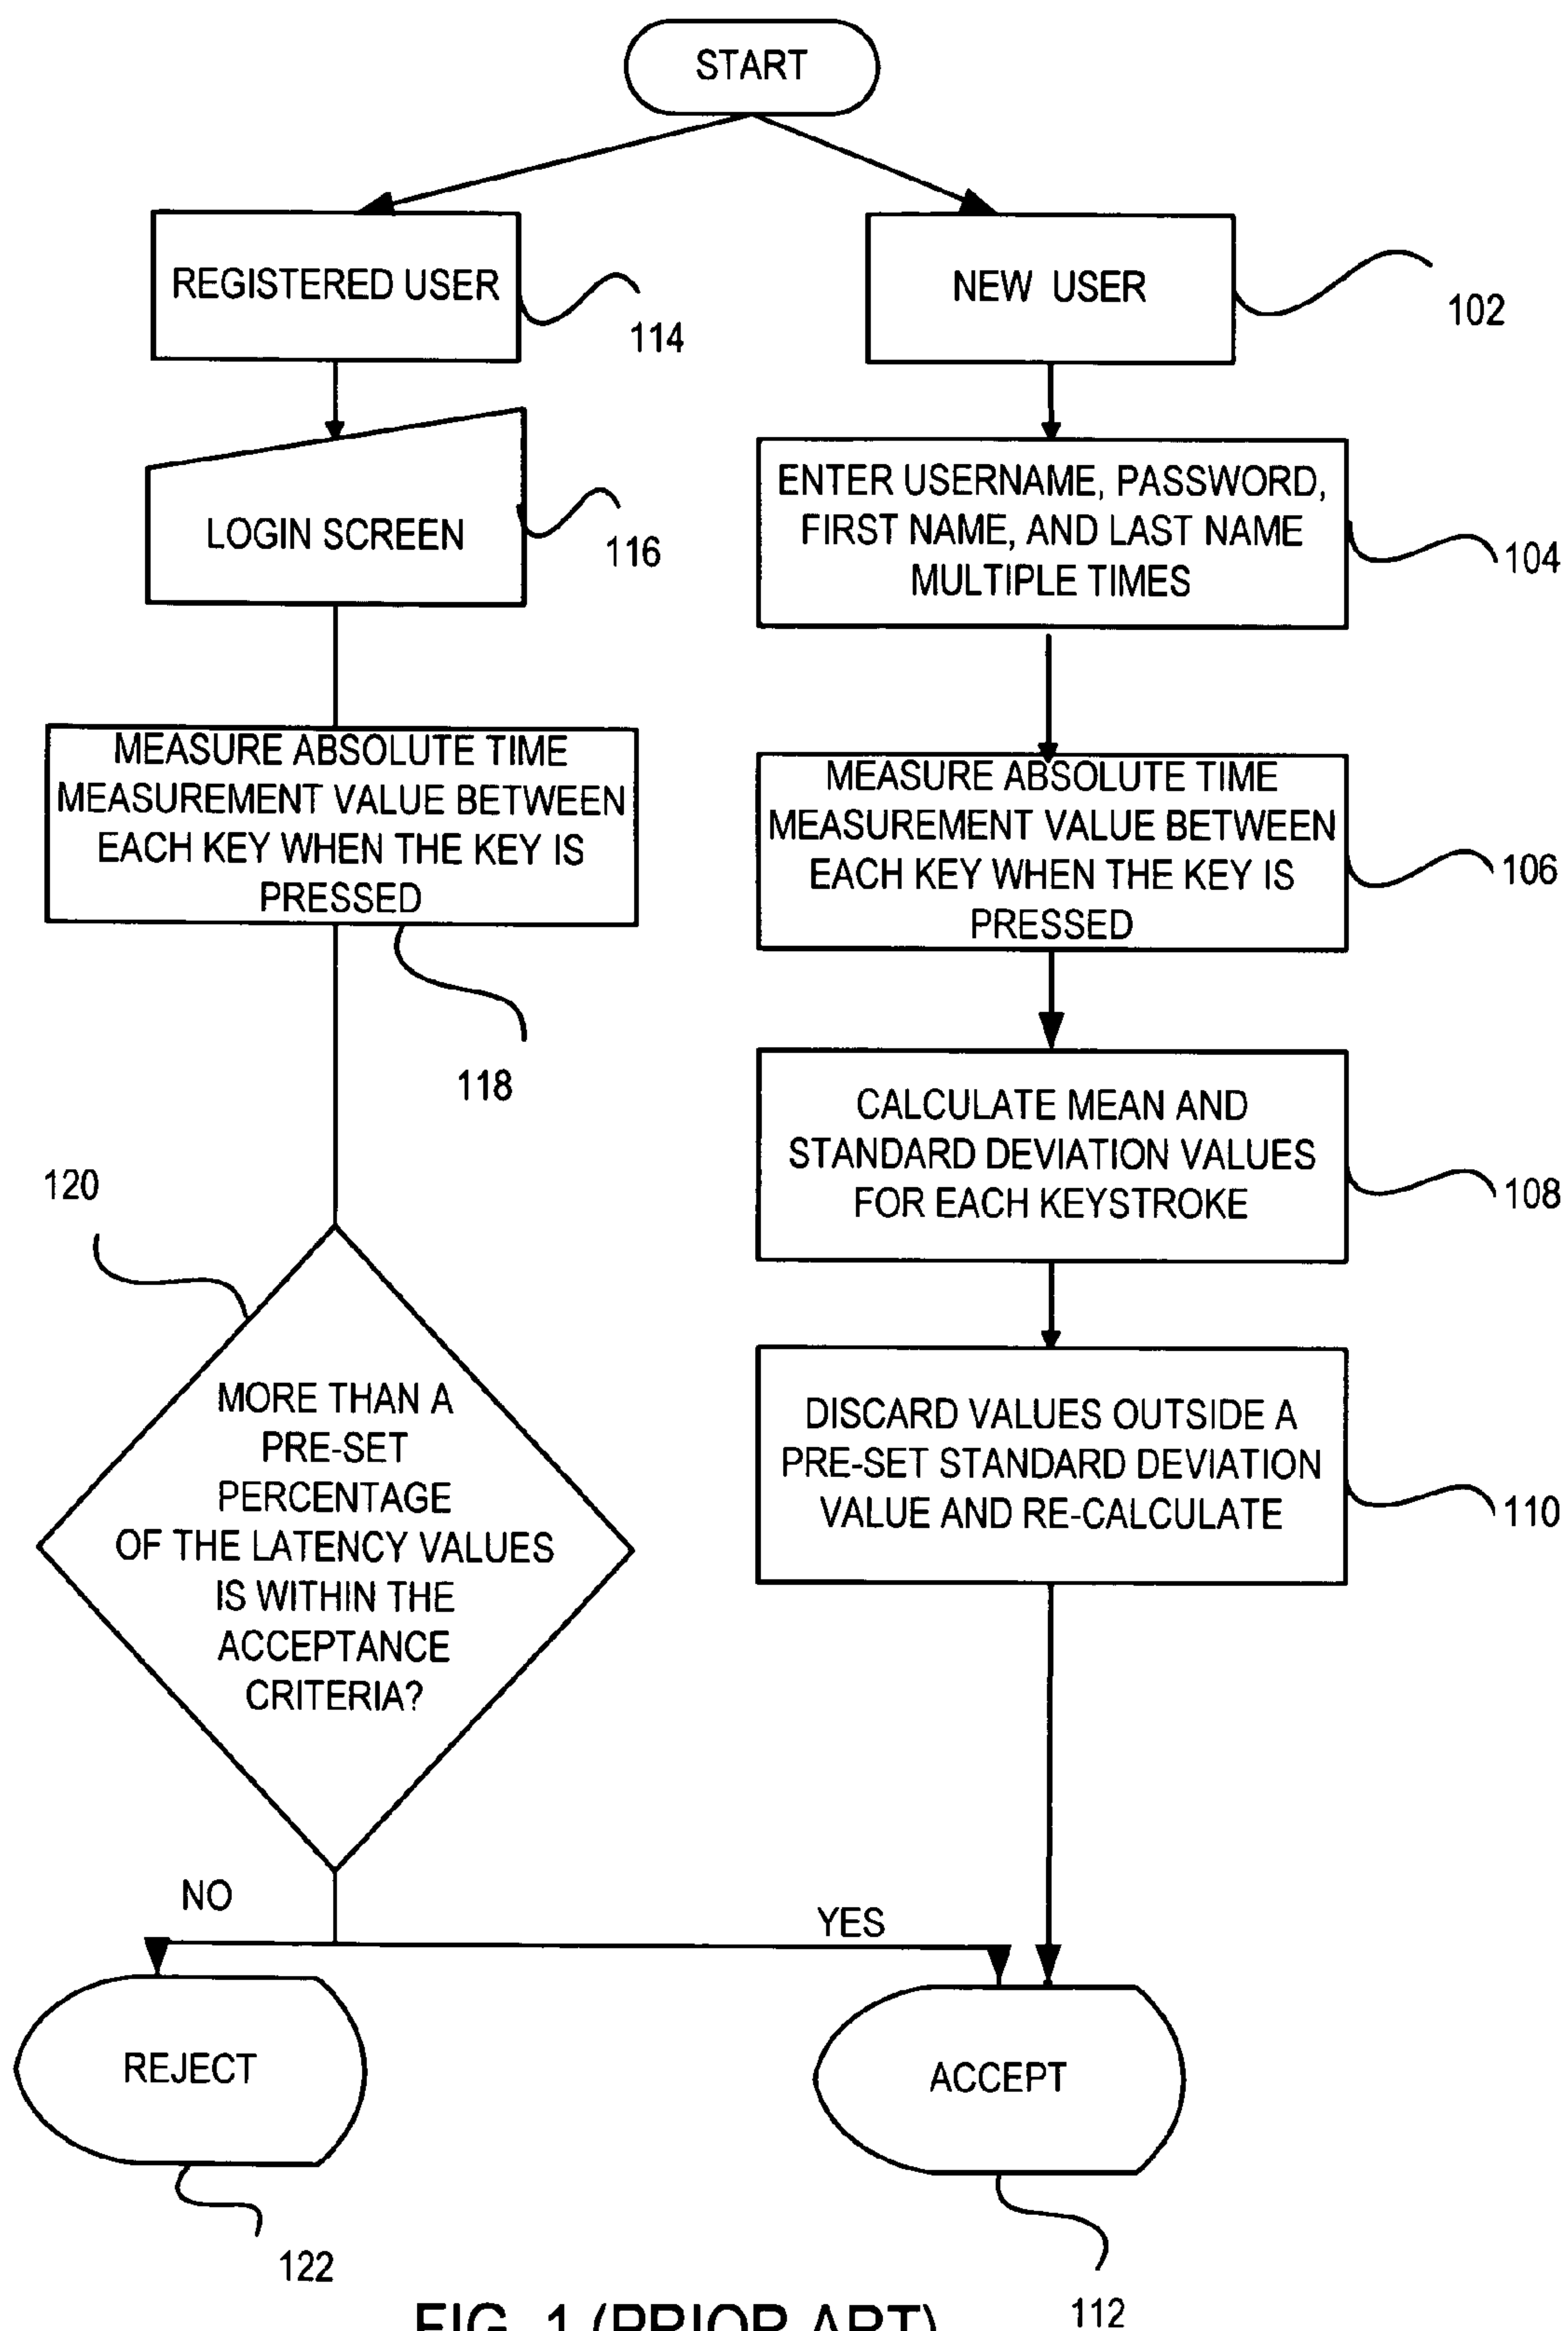 START
REGISTERED USER
114
NEW USER
102
LOGIN SCREEN
116
ENTER USERNAME, PASSWORD,
FIRST NAME, AND LAST NAME
MULTIPLE TIMES
104
MEASURE ABSOLUTE TIME
MEASUREMENT VALUE BETWEEN
EACH KEY WHEN THE KEY IS
PRESSED
118
MEASURE ABSOLUTE TIME
MEASUREMENT VALUE BETWEEN
EACH KEY WHEN THE KEY IS
PRESSED
106
CALCULATE MEAN AND
STANDARD DEVIATION VALUES
FOR EACH KEYSTROKE
108
120
MORE THAN A
PRE-SET
PERCENTAGE
OF THE LATENCY VALUES
IS WITHIN THE
ACCEPTANCE
CRITERIA?
DISCARD VALUES OUTSIDE A
PRE-SET STANDARD DEVIATION
VALUE AND RE-CALCULATE
110
NO
YES
REJECT
122
ACCEPT
112
FIG. 1 (PRIOR ART)